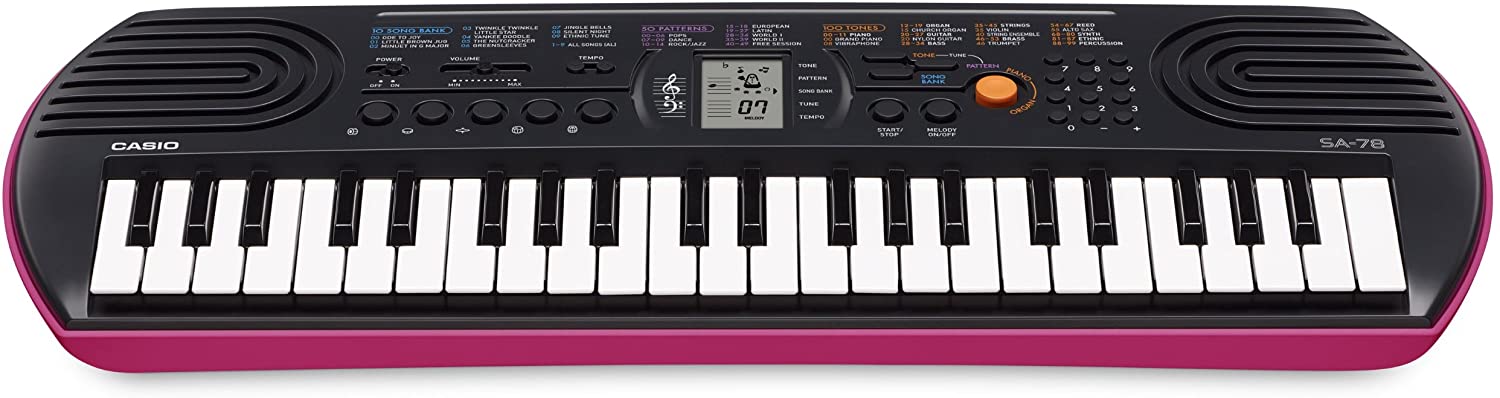 10 SONG BANK
00 ODE TO JOY
01 LITTLE BROWN JUG
02 MINUET IN G MAJOR
03 TWINKLE TWINKLE
LITTLE STAR
04 YANKEE DOODLE
05 THE NUTCRACKER
06 GREENSLEEVES
07 JINGLE BELLS
08 SILENT NIGHT
09 ETHNIC TUNE
1-9 ALL SONGS (AL)
50 PATTERNS
00-06 POPS
07-09 DANCE
10-14 ROCK/JAZZ
15-18 EUROPEAN
19-27 LATIN
28-34 WORLD I
35-39 WORLD II
40-49 FREE SESSION
100 TONES
00-11 PIANO
00 GRAND PIANO
08 VIBRAPHONE
12-19 ORGAN
15 CHURCH ORGAN
20-27 GUITAR
20 NYLON GUITAR
28-34 BASS
35-45 STRINGS
35 VIOLIN
40 STRING ENSEMBLE
46-53 BRASS
46 TRUMPET
54-67 REED
58 ALTO SAX
68-80 SYNTH
81-87 ETHNIC
88-99 PERCUSSION
POWER
OFF ON
VOLUME
MIN MAX
TEMPO
TONE
PATTERN
SONG BANK
TUNE
TEMPO
07
MELODY
TONE TUNE
PATTERN
SONG
BANK
PIANO
ORGAN
START/
STOP
MELODY
ON/OFF
7 8 9
4 5 6
1 2 3
0 − +
CASIO
SA-78